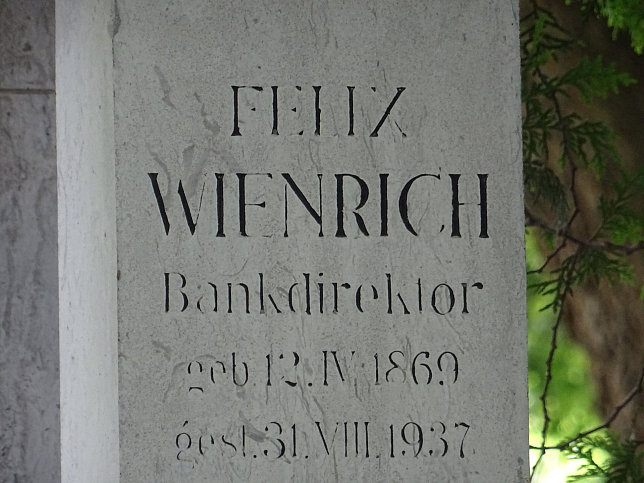 FELIX
WIENRICH
Bankdirektor
geb. 12. IV. 1869
gest. 31. VIII. 1937